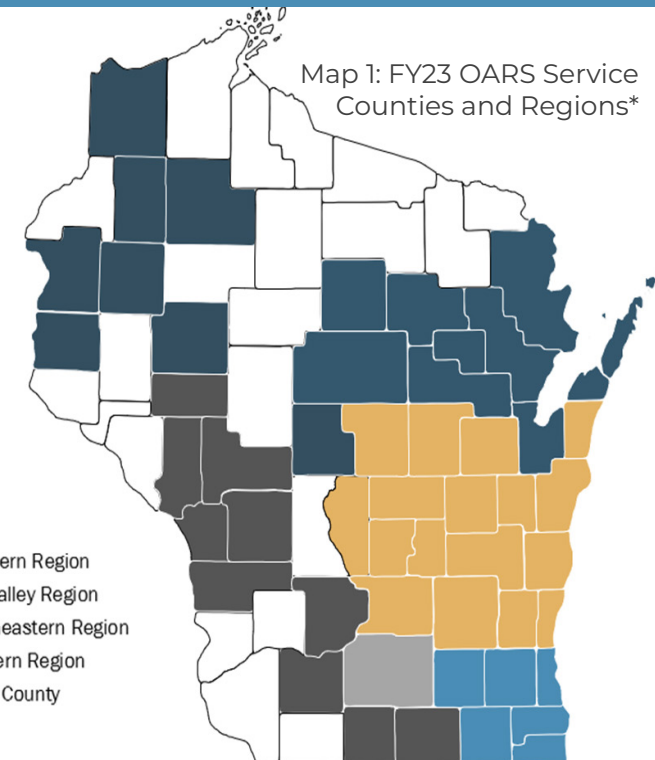 Map 1: FY23 OARS Service
Counties and Regions*
ern Region
alley Region
eastern Region
ern Region
County